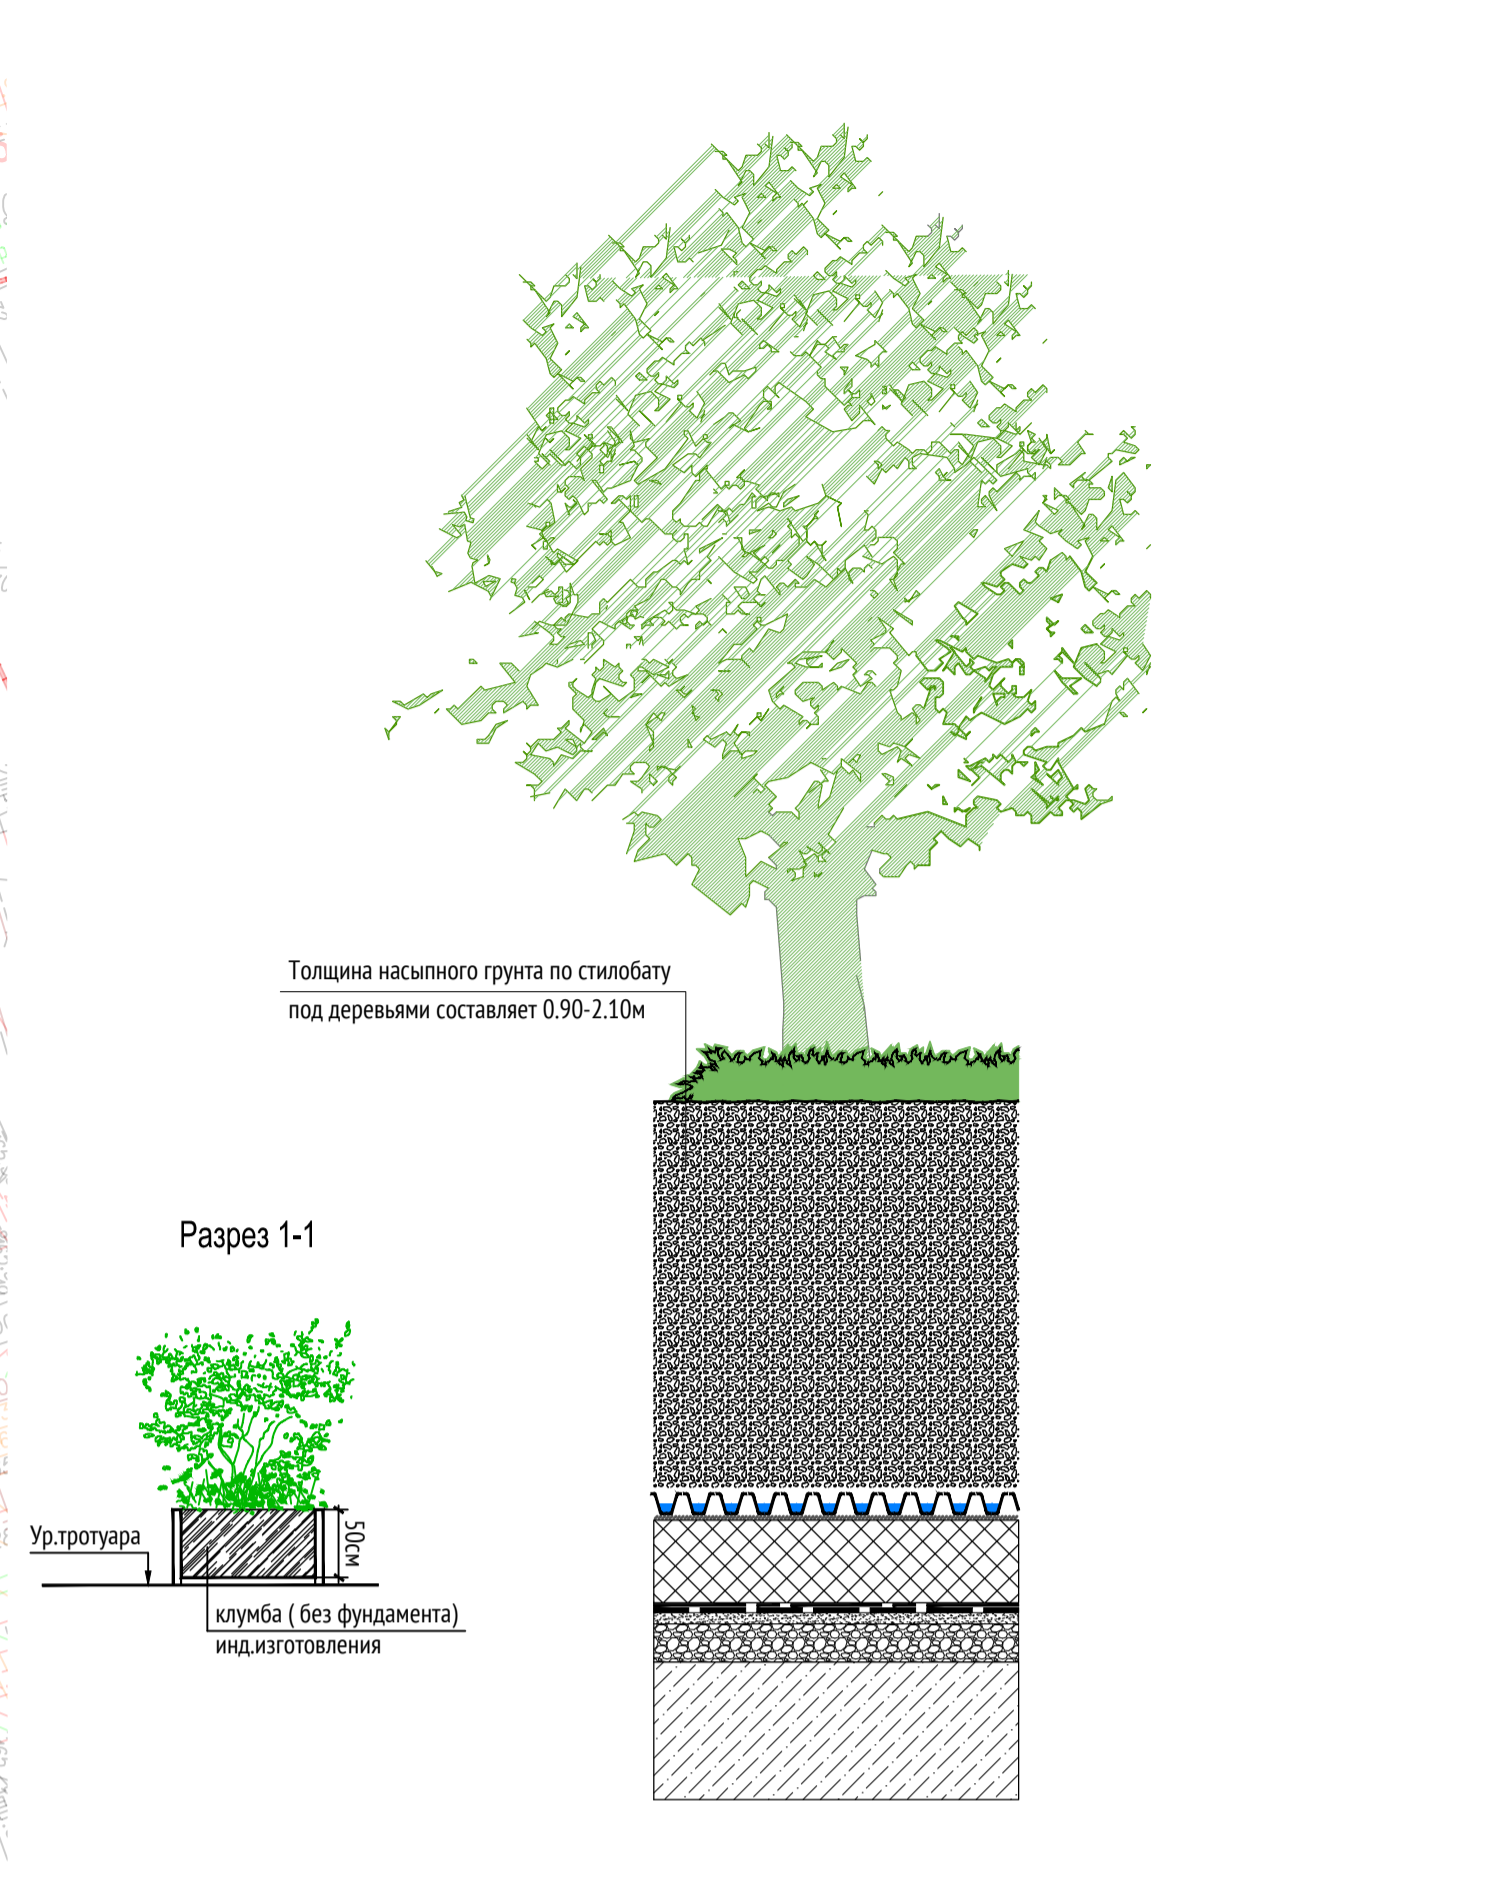 Толщина насыпного грунта по стилобату
под деревьями составляет 0.90-2.10м
Разрез 1-1
Ур.тротуара
50см
клумба ( без фундамента)
инд.изготовления